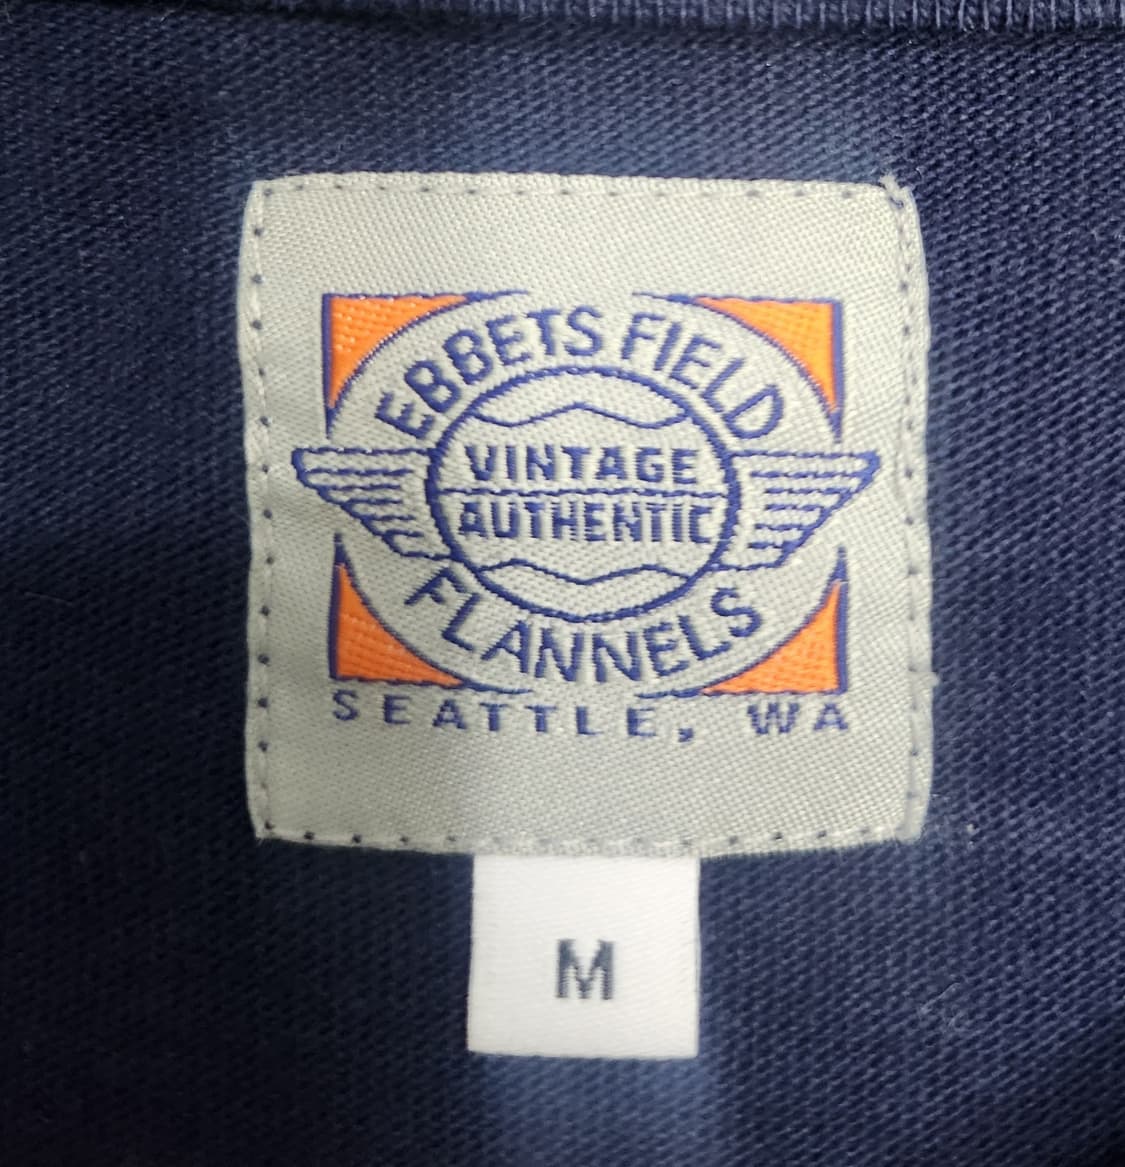 EBBETS FIELD
VINTAGE
AUTHENTIC
FLANNELS
SEATTLE, WA
M